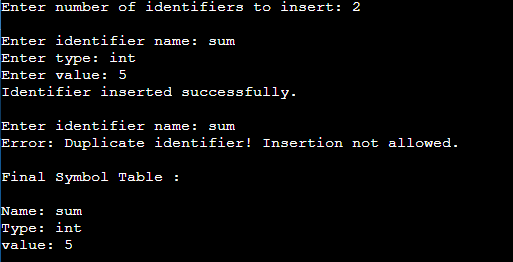 Enter number of identifiers to insert: 2
Enter identifier name: sum
Enter type: int
Enter value: 5
Identifier inserted successfully.
Enter identifier name: sum
Error: Duplicate identifier! Insertion not allowed.
Final Symbol Table :
Name: sum
Type: int
value: 5